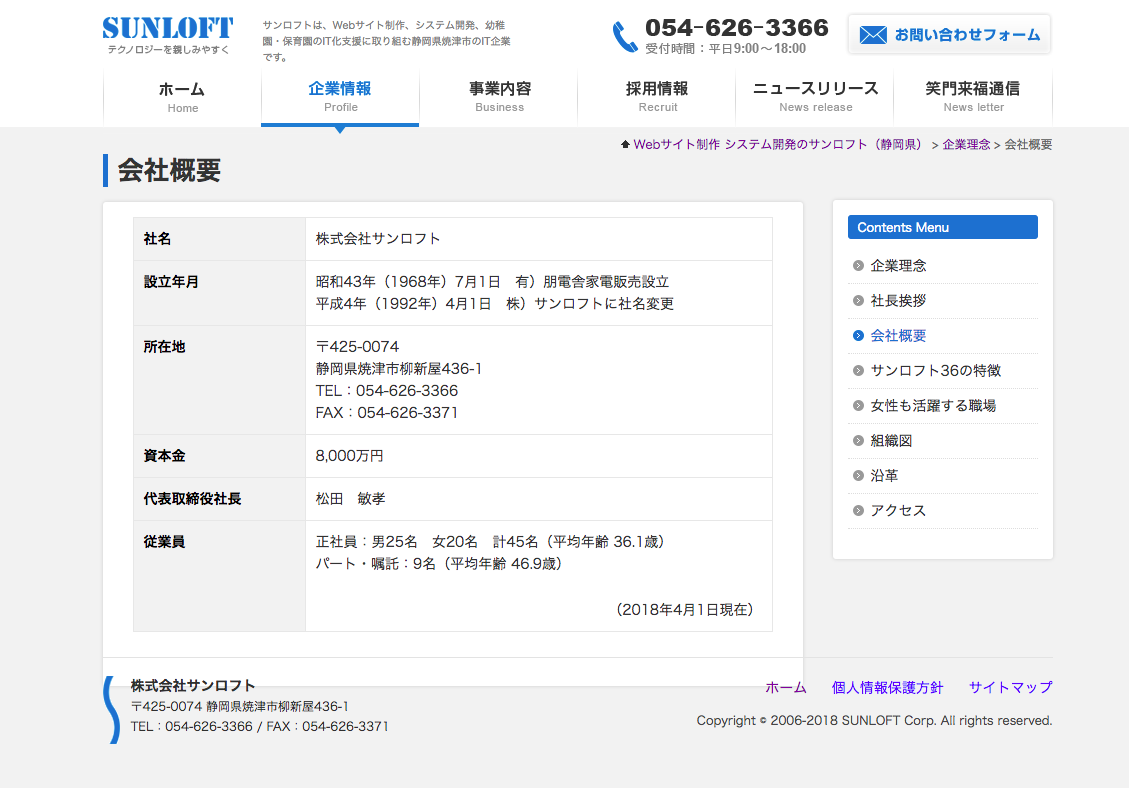 SUNLOFT
テクノロジーを親しみやすく
サンロフトは、Webサイト制作、システム開発、幼稚
園・保育園のIT化支援に取り組む静岡県焼津市のIT企業
です。
054-626-3366
受付時間：平日9:00～18:00
お問い合わせフォーム
ホーム
Home
企業情報
Profile
事業内容
Business
採用情報
Recruit
ニュースリリース
News release
笑門来福通信
News letter
Webサイト制作 システム開発のサンロフト（静岡県） > 企業理念 > 会社概要
会社概要
社名 株式会社サンロフト
設立年月 昭和43年（1968年）7月1日　有）朋電舎家電販売設立
平成4年（1992年）4月1日　株）サンロフトに社名変更
所在地 〒425-0074
静岡県焼津市柳新屋436-1
TEL：054-626-3366
FAX：054-626-3371
資本金 8,000万円
代表取締役社長 松田　敏孝
従業員 正社員：男25名　女20名　計45名（平均年齢 36.1歳）
パート・嘱託：9名（平均年齢 46.9歳）
（2018年4月1日現在）
Contents Menu
企業理念
社長挨拶
会社概要
サンロフト36の特徴
女性も活躍する職場
組織図
沿革
アクセス
株式会社サンロフト
〒425-0074 静岡県焼津市柳新屋436-1
TEL：054-626-3366 / FAX：054-626-3371
ホーム 個人情報保護方針 サイトマップ
Copyright © 2006-2018 SUNLOFT Corp. All rights reserved.